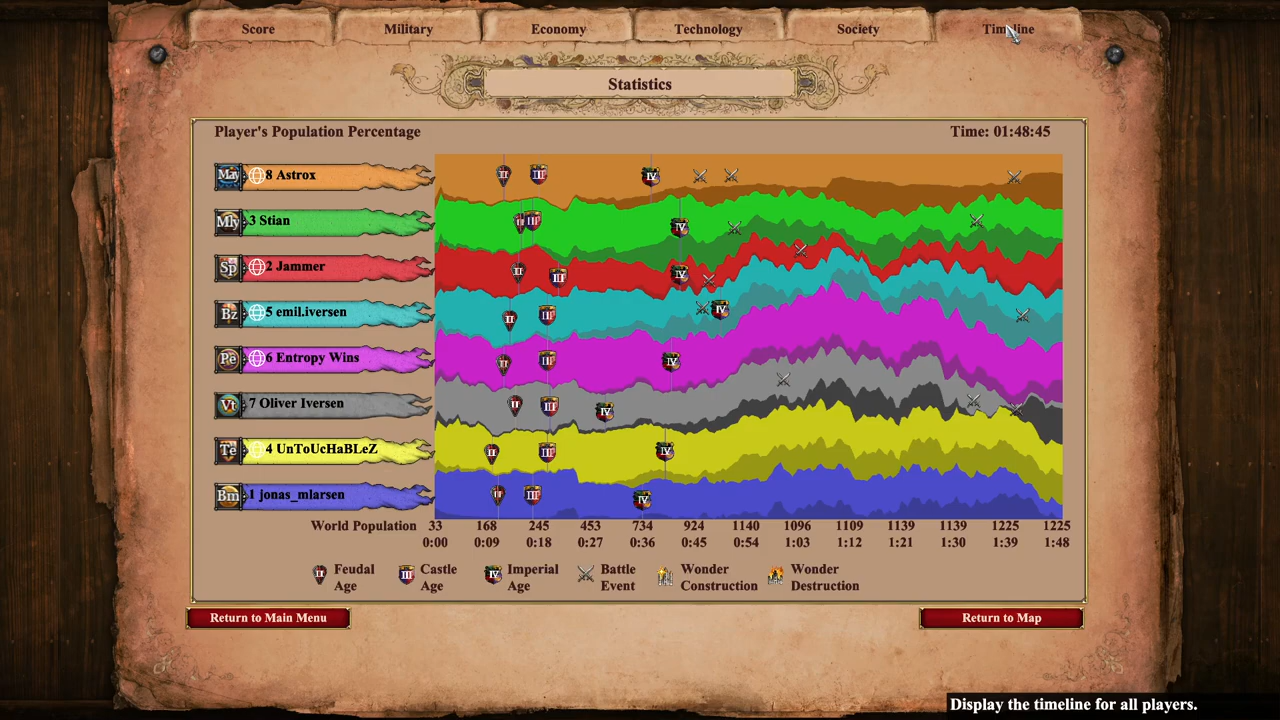 Score Military Economy Technology Society Timeline
Statistics
Player's Population Percentage Time: 01:48:45
May 8 Astrox
Mly 3 Stian
Sp 2 Jammer
Bz 5 emil.iversen
Pe 6 Entropy Wins
Vt 7 Oliver Iversen
Te 4 UnToUcHaBLeZ
Bm 1 jonas_mlarsen
World Population 33 168 245 453 734 924 1140 1096 1109 1139 1139 1225 1225
0:00 0:09 0:18 0:27 0:36 0:45 0:54 1:03 1:12 1:21 1:30 1:39 1:48
II Feudal Age
III Castle Age
IV Imperial Age
Battle Event
Wonder Construction
Wonder Destruction
Return to Main Menu Return to Map
Display the timeline for all players.